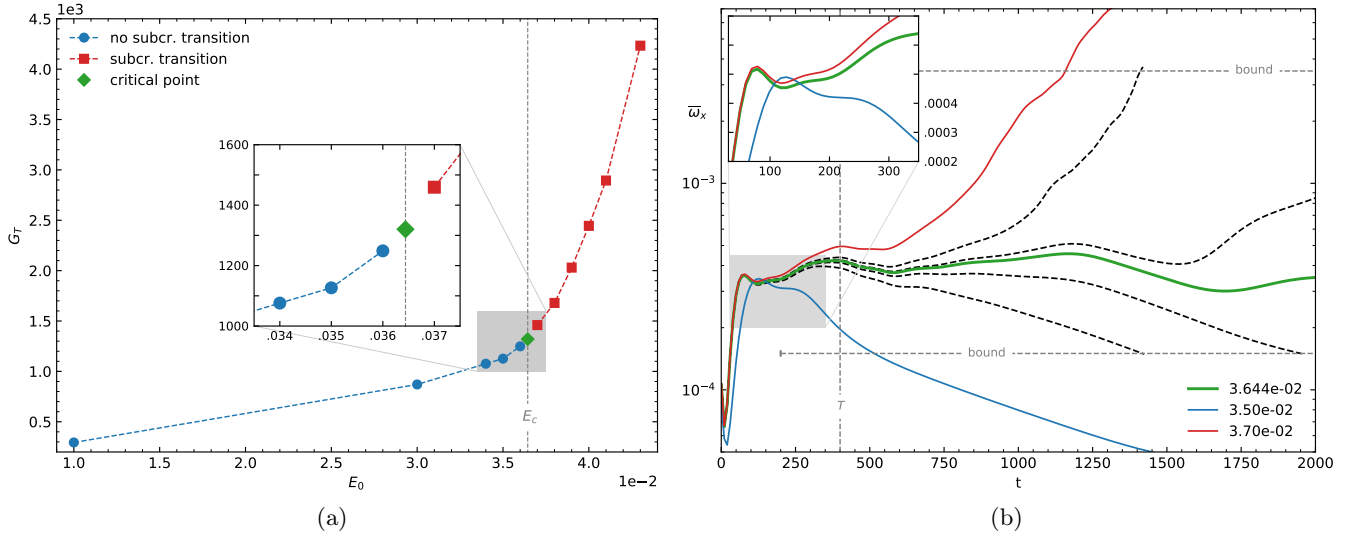 1e3
4.5
4.0
3.5
3.0
2.5
2.0
1.5
1.0
0.5
G_T
no subcr. transition
subcr. transition
critical point
1600
1400
1200
1000
.034 .035 .036 .037
E_c
1.0 1.5 2.0 2.5 3.0 3.5 4.0
E_0
1e−2
(a)
ω̅_x
10⁻³
10⁻⁴
.0004
.0003
.0002
100 200 300
bound
bound
T
3.644e-02
3.50e-02
3.70e-02
0 250 500 750 1000 1250 1500 1750 2000
t
(b)